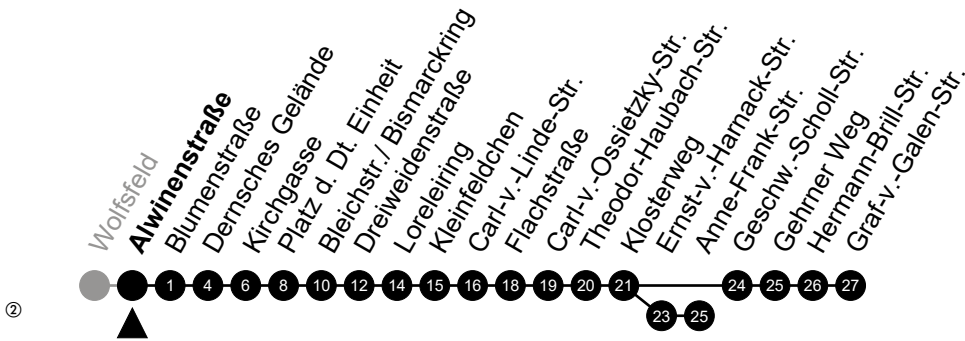 Wolfsfeld
Alwinenstraße
Blumenstraße
Dernsches Gelände
Kirchgasse
Platz d. Dt. Einheit
Bleichstr./ Bismarckring
Dreiweidenstraße
Loreleiring
Kleinfeldchen
Carl-v.-Linde-Str.
Flachstraße
Carl-v.-Ossietzky-Str.
Theodor-Haubach-Str.
Klosterweg
Ernst-v.-Harnack-Str.
Anne-Frank-Str.
Geschw.-Scholl-Str.
Gehrner Weg
Hermann-Brill-Str.
Graf-v.-Galen-Str.
1 4 6 8 10 12 14 15 16 18 19 20 21 24 25 26 27
② 23 25